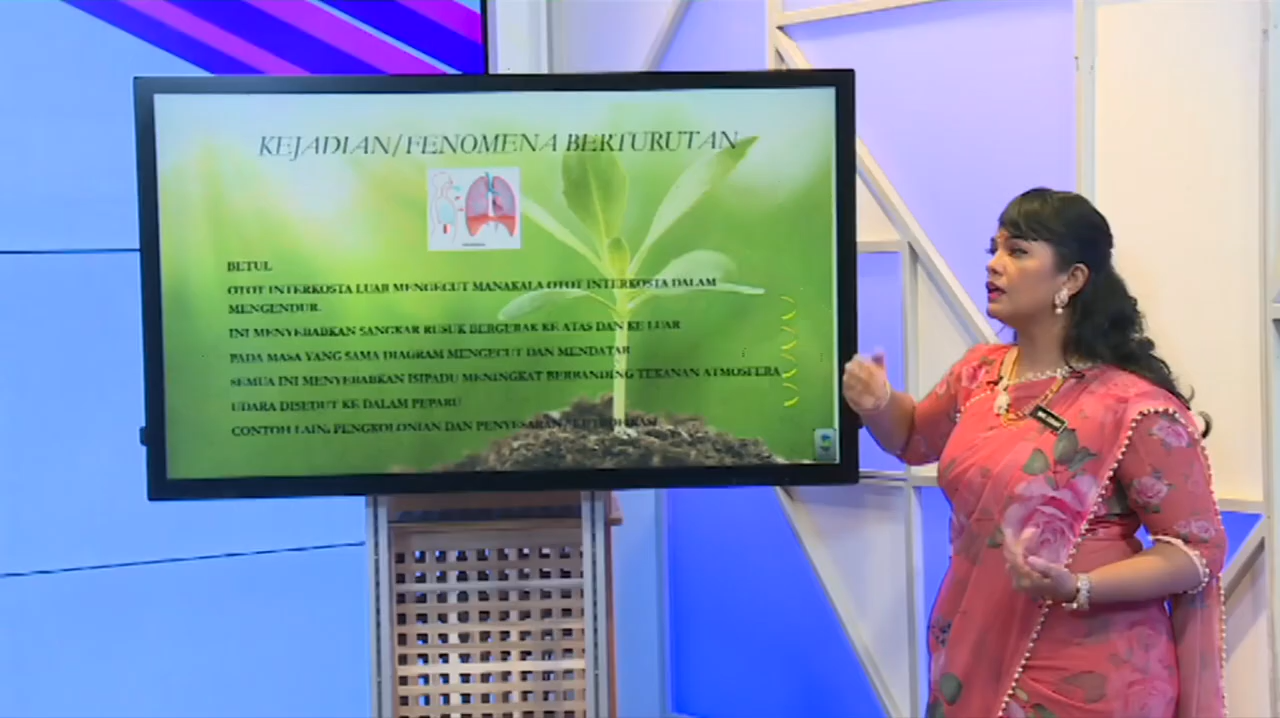 KEJADIAN/FENOMENA BERTURUTAN
BETUL
OTOT INTERKOSTA LUAR MENGECUT MANAKALA OTOT INTERKOSTA DALAM
MENGENDUR.
INI MENYEBABKAN SANGKAR RUSUK BERGERAK KE ATAS DAN KE LUAR
PADA MASA YANG SAMA DIAGRAM MENGECUT DAN MENDATAR
SEMUA INI MENYEBABKAN ISIPADU MENINGKAT BERBANDING TEKANAN ATMOSFERA
UDARA DISEDUT KE DALAM PEPARU
CONTOH LAIN: PENGKOLONIAN DAN PENYESARAN